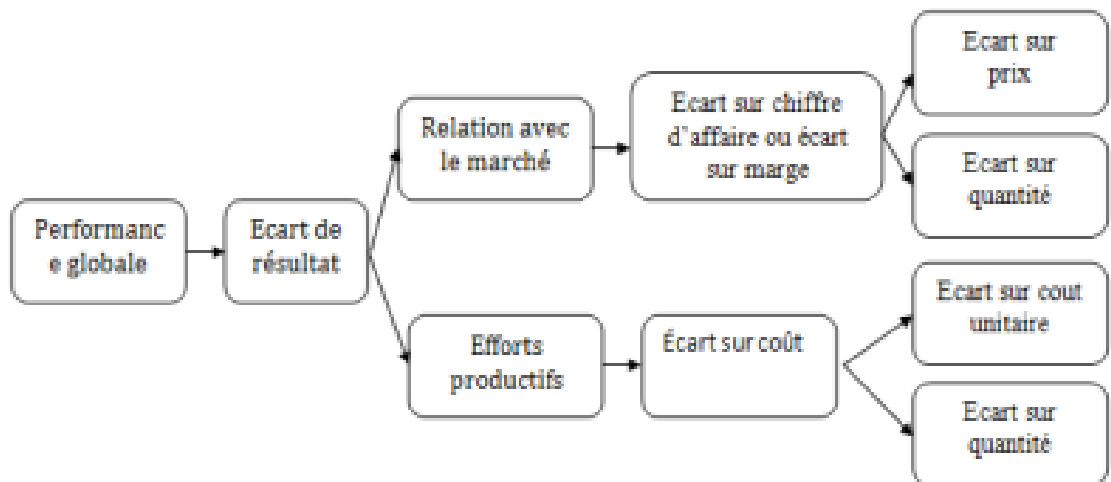 Performanc
e globale
Ecart de
résultat
Relation avec
le marché
Ecart sur chiffre
d'affaire ou écart
sur marge
Ecart sur
prix
Ecart sur
quantité
Efforts
productifs
Écart sur coût
Ecart sur cout
unitaire
Ecart sur
quantité